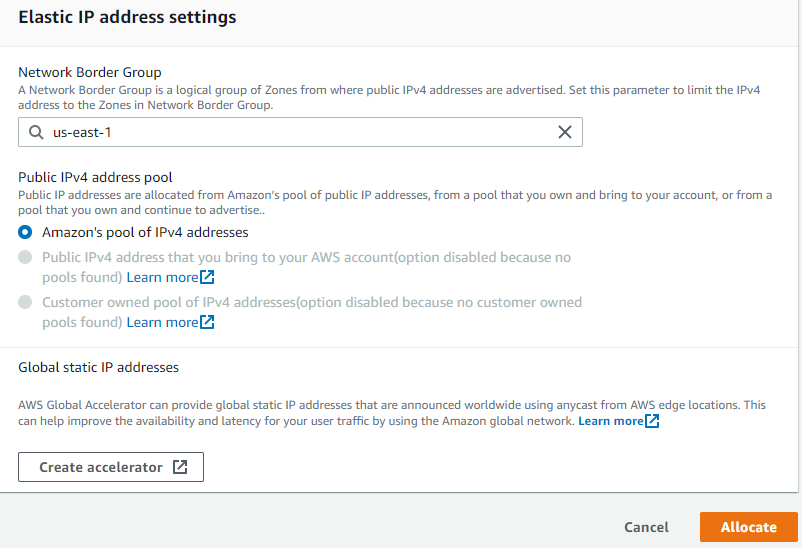 Elastic IP address settings
Network Border Group
A Network Border Group is a logical group of Zones from where public IPv4 addresses are advertised. Set this parameter to limit the IPv4
address to the Zones in Network Border Group.
us-east-1
Public IPv4 address pool
Public IP addresses are allocated from Amazon's pool of public IP addresses, from a pool that you own and bring to your account, or from a
pool that you own and continue to advertise..
Amazon's pool of IPv4 addresses
Public IPv4 address that you bring to your AWS account(option disabled because no
pools found) Learn more
Customer owned pool of IPv4 addresses(option disabled because no customer owned
pools found) Learn more
Global static IP addresses
AWS Global Accelerator can provide global static IP addresses that are announced worldwide using anycast from AWS edge locations. This
can help improve the availability and latency for your user traffic by using the Amazon global network. Learn more
Create accelerator
Cancel Allocate